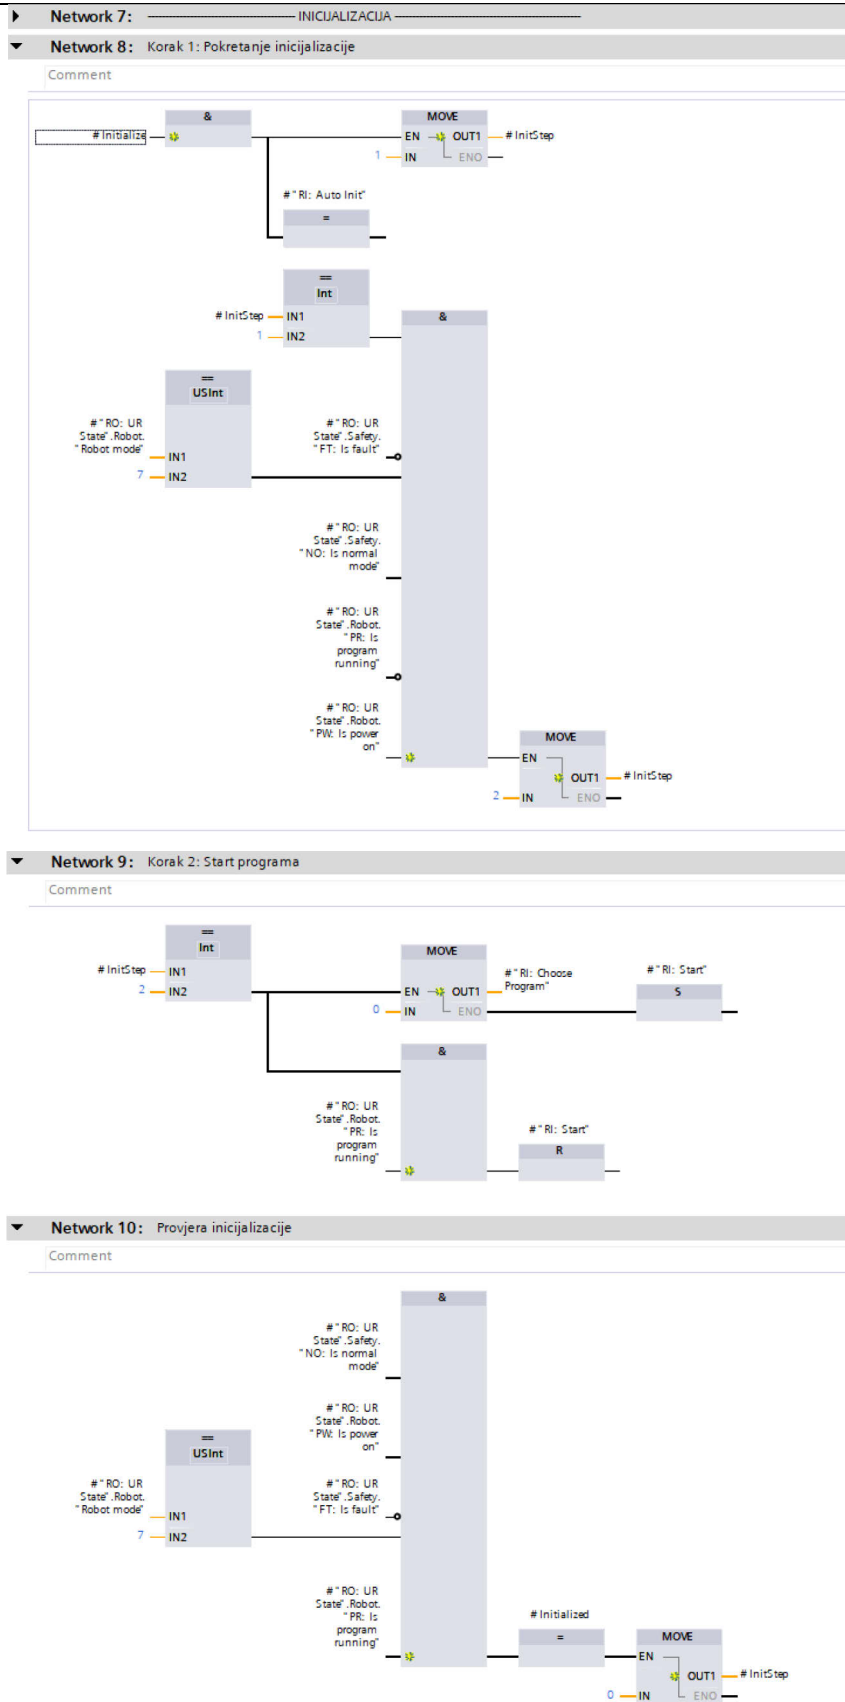 Network 7: ---------- INICIJALIZACIJA ----------
Network 8: Korak 1: Pokretanje inicijalizacije
Comment
&
MOVE
#Initialize
EN
OUT1
#InitStep
1
IN
ENO
#"RI: Auto Init"
=
==
Int
#InitStep
IN1
&
1
IN2
==
USInt
#"RO: UR
State".Robot.
"Robot mode"
IN1
7
IN2
#"RO: UR
State".Safety.
"FT: Is fault"
#"RO: UR
State".Safety.
"NO: Is normal
mode"
#"RO: UR
State".Robot.
"PR: Is
program
running"
#"RO: UR
State".Robot.
"PW: Is power
on"
MOVE
EN
OUT1
#InitStep
2
IN
ENO
Network 9: Korak 2: Start programa
Comment
==
Int
#InitStep
IN1
2
IN2
MOVE
EN
OUT1
#"RI: Choose
Program"
0
IN
ENO
#"RI: Start"
S
&
#"RO: UR
State".Robot.
"PR: Is
program
running"
#"RI: Start"
R
Network 10: Provjera inicijalizacije
Comment
&
#"RO: UR
State".Safety.
"NO: Is normal
mode"
#"RO: UR
State".Robot.
"PW: Is power
on"
==
USInt
#"RO: UR
State".Robot.
"Robot mode"
IN1
7
IN2
#"RO: UR
State".Safety.
"FT: Is fault"
#"RO: UR
State".Robot.
"PR: Is
program
running"
#Initialized
=
MOVE
EN
OUT1
#InitStep
0
IN
ENO